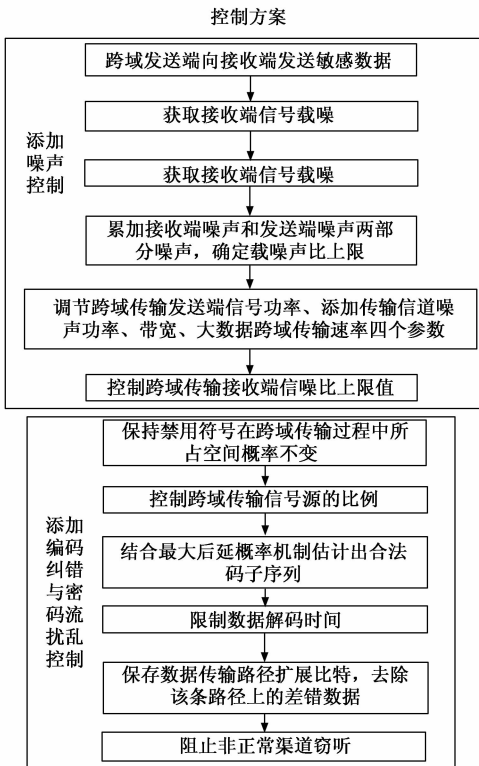 控制方案
跨域发送端向接收端发送敏感数据
获取接收端信号载噪
添加
噪声
控制
获取接收端信号载噪
累加接收端噪声和发送端噪声两部
分噪声，确定载噪声比上限
调节跨域传输发送端信号功率、添加传输信道噪
声功率、带宽、大数据跨域传输速率四个参数
控制跨域传输接收端信噪比上限值
保持禁用符号在跨域传输过程中所
占空间概率不变
控制跨域传输信号源的比例
添加
编码
纠错
与密
码流
扰乱
控制
结合最大后延概率机制估计出合法
码子序列
限制数据解码时间
保存数据传输路径扩展比特，去除
该条路径上的差错数据
阻止非正常渠道窃听